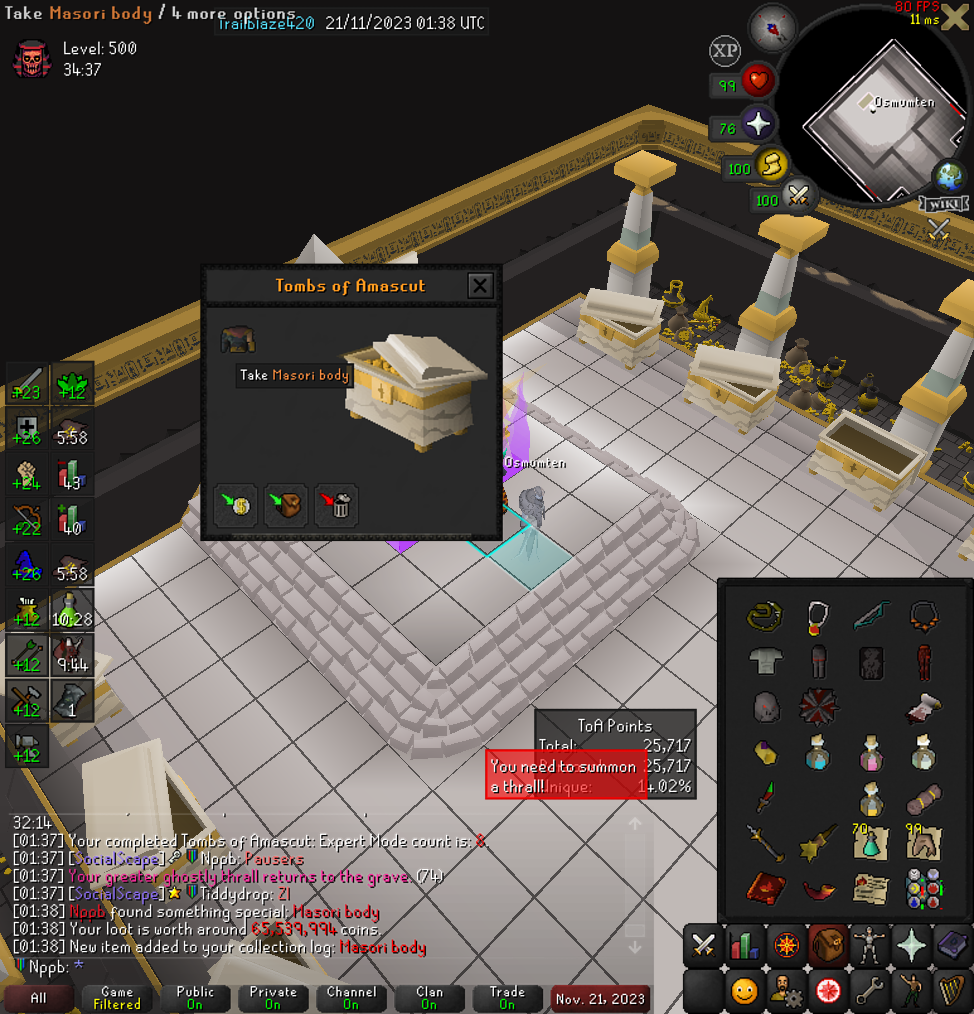 Take Masori body / 4 more options
Trailblaze420 21/11/2023 01:38 UTC
80 FPS
11 ms
Level: 500
34:37
XP
99
76
100
100
Osmumten
WIKI
Tombs of Amascut
Take Masori body
Osmumten
+23
+12
+26
5:58
+24
43
+22
40
+26
5:58
+12
10:28
+12
9:44
+12
1
+12
ToA Points
Total: 25,717
25,717
Unique: 14.02%
You need to summon
a thrall!
70
99
32:14
[01:37] Your completed Tombs of Amascut: Expert Mode count is: 8.
[01:37] [SocialScape] Nppb: Pausers
[01:37] Your greater ghostly thrall returns to the grave. (74)
[01:37] [SocialScape] Tiddydrop: Zl
[01:38] Nppb found something special: Masori body
[01:38] Your loot is worth around 65,539,994 coins.
[01:38] New item added to your collection log: Masori body
Nppb: *
All
Game
Filtered
Public
On
Private
On
Channel
On
Clan
On
Trade
On
Nov. 21, 2023